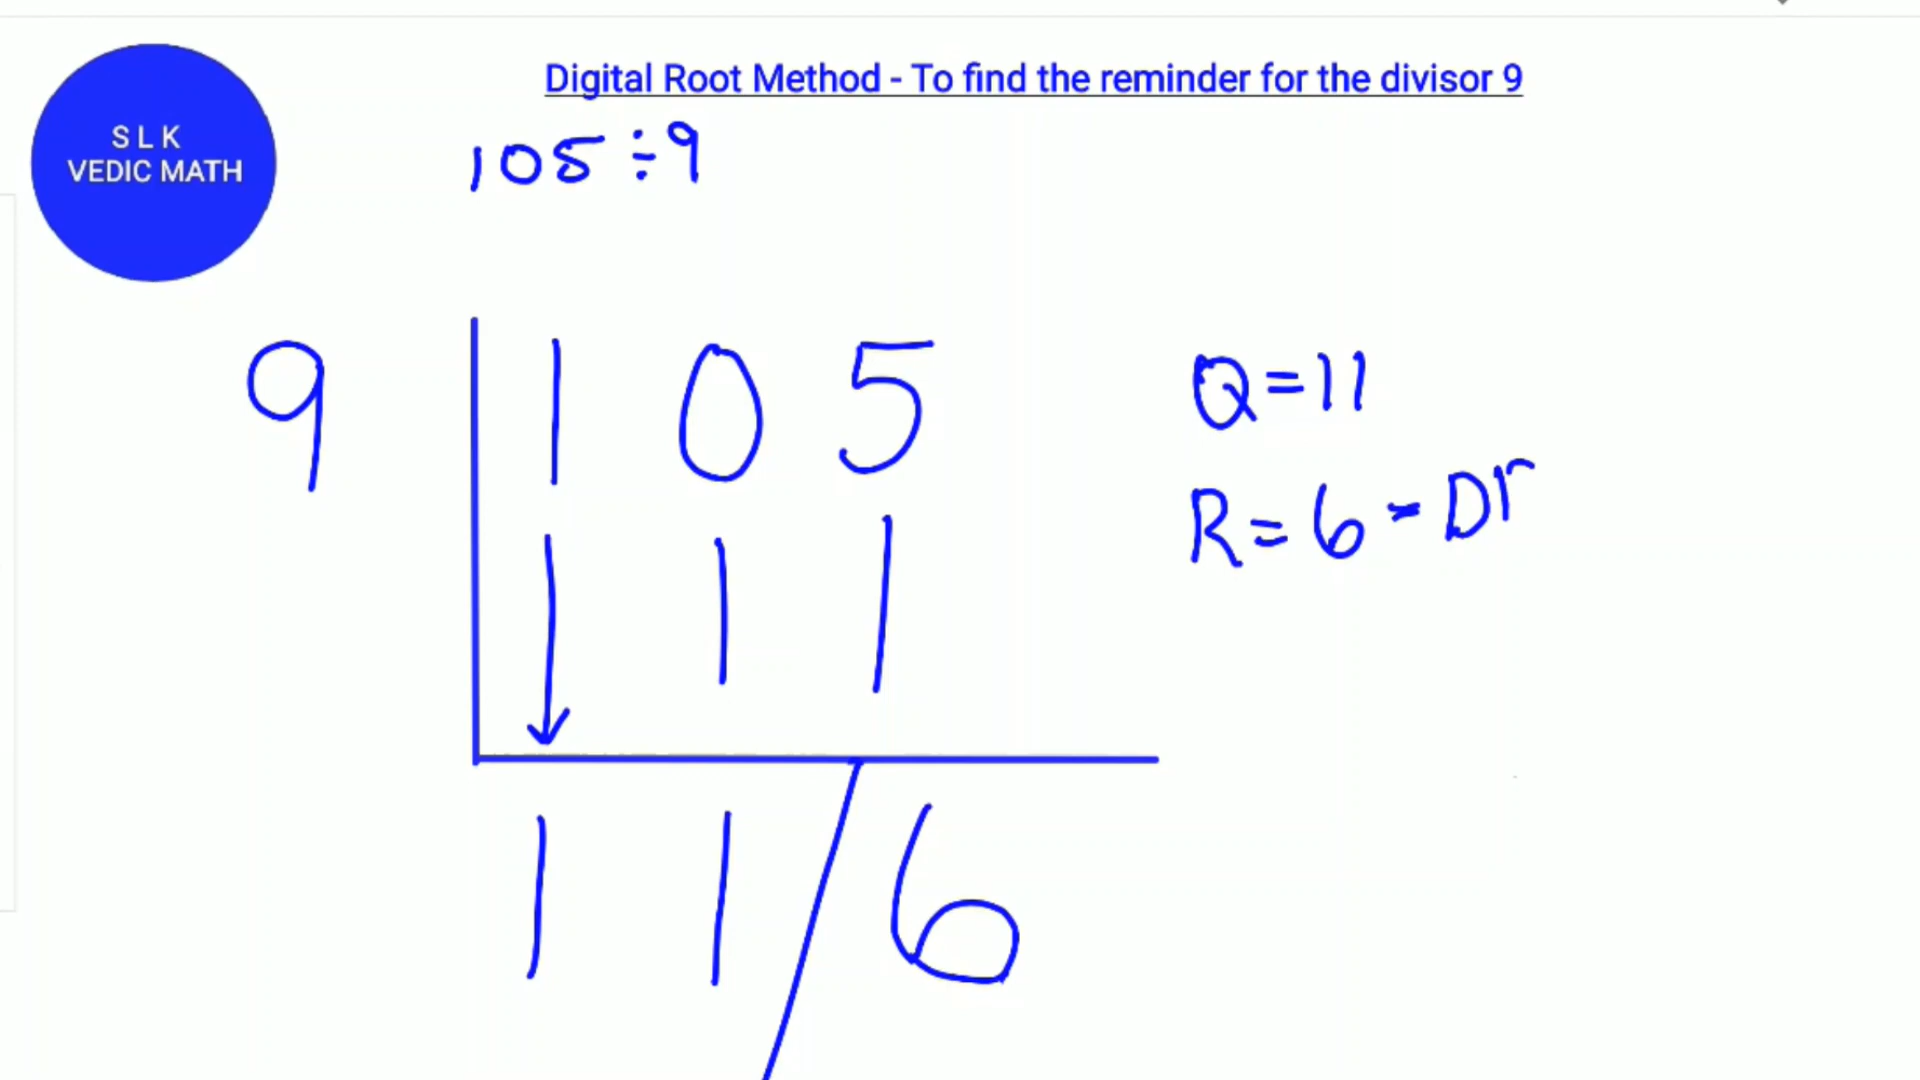 Digital Root Method - To find the reminder for the divisor 9
S L K
VEDIC MATH
105 ÷ 9
9 1 0 5
1 1
1 1 / 6
Q = 11
R = 6 - Dr